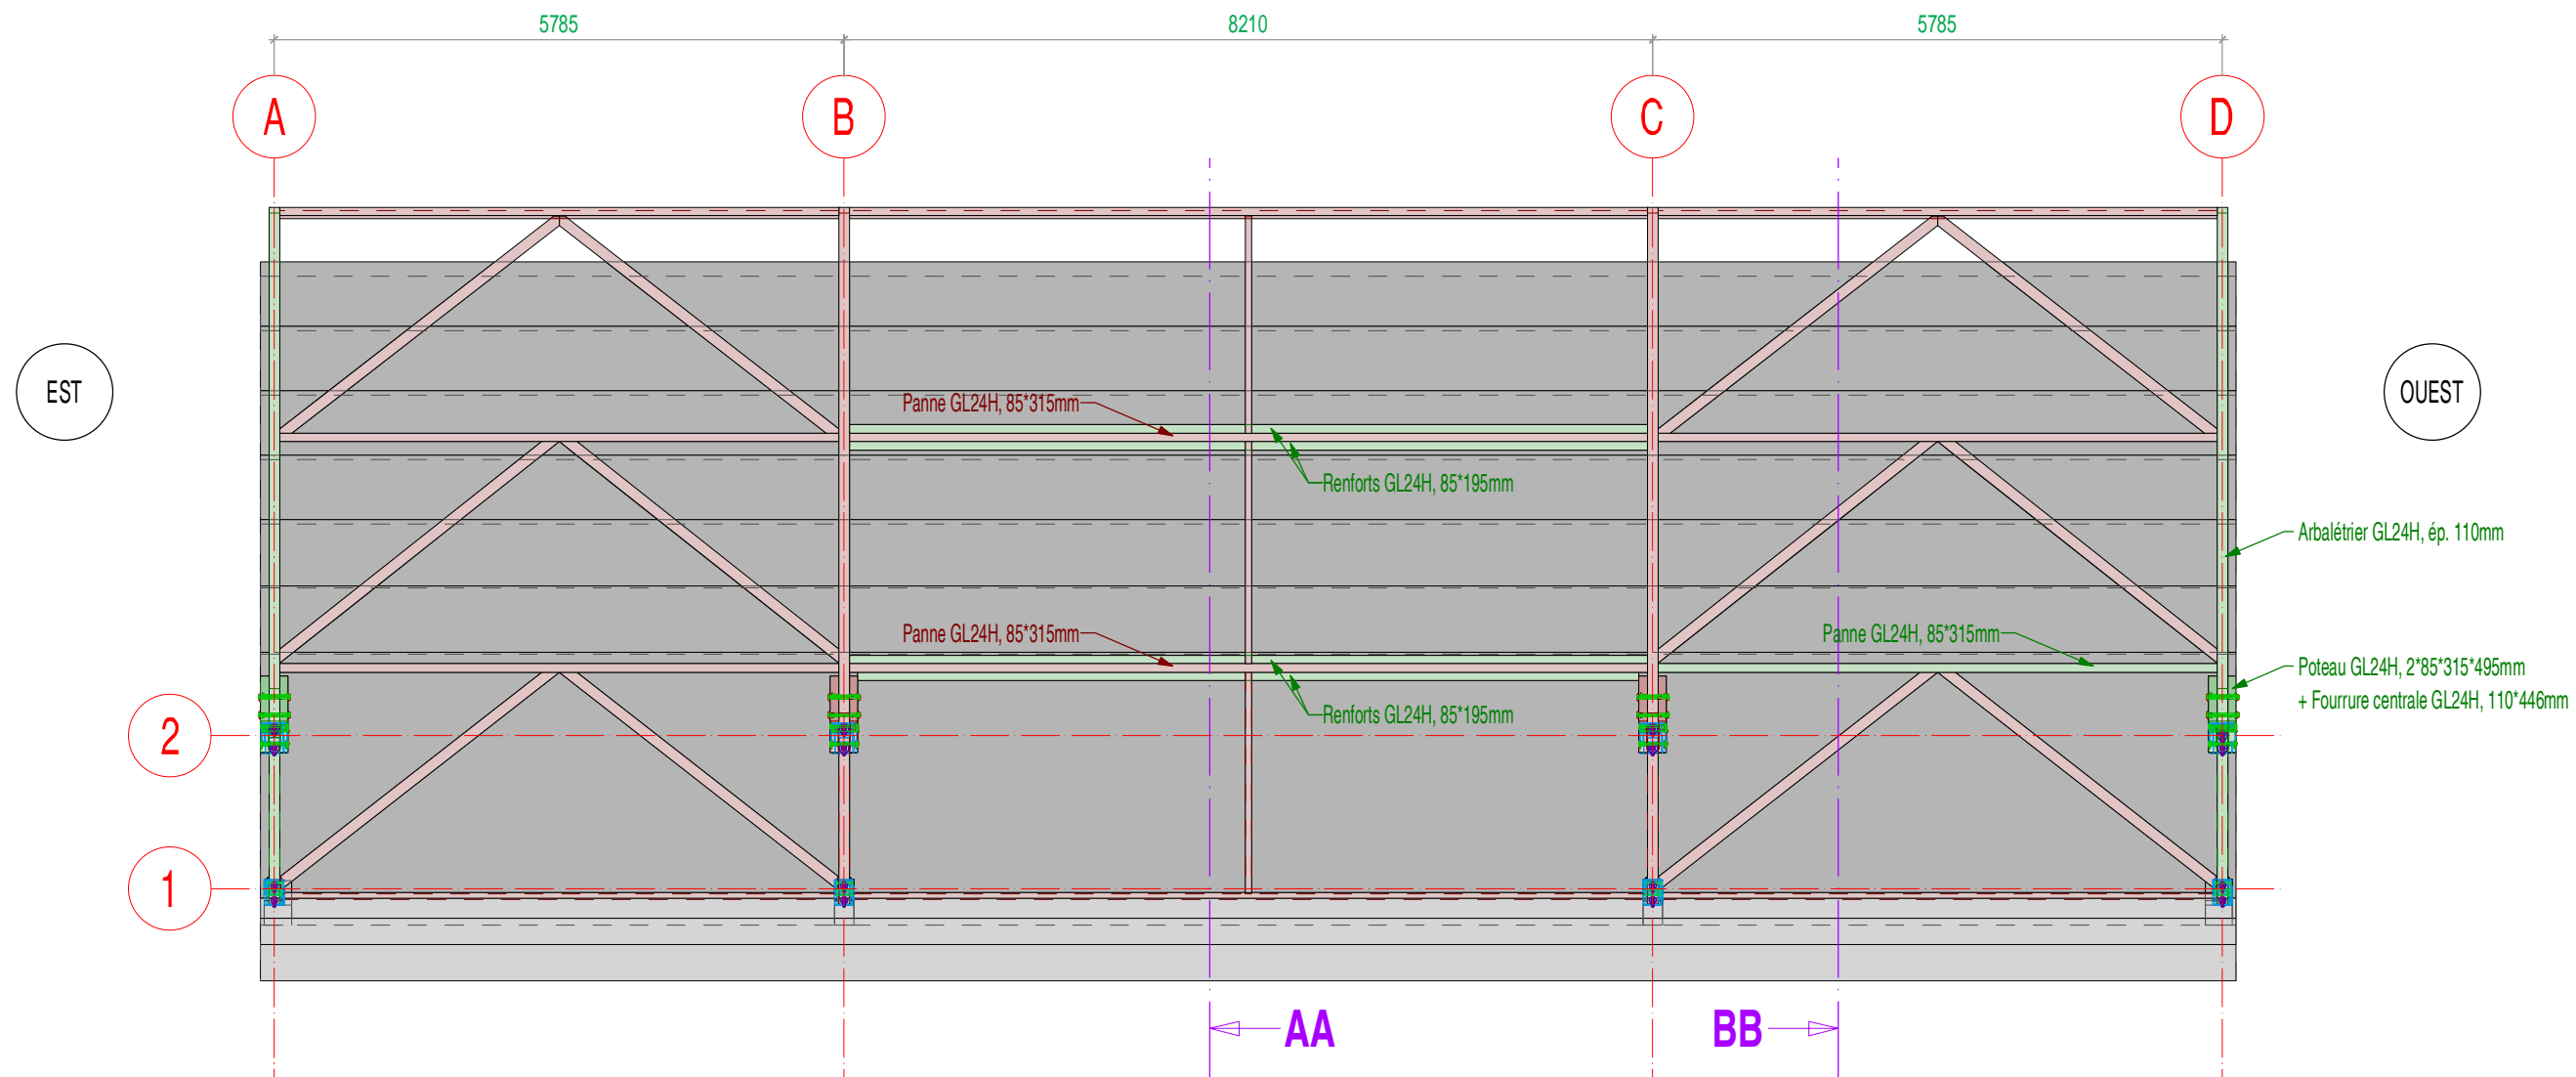 5785
8210
5785
A
B
C
D
EST
OUEST
Panne GL24H, 85*315mm
Renforts GL24H, 85*195mm
Arbalétrier GL24H, ép. 110mm
Panne GL24H, 85*315mm
Panne GL24H, 85*315mm
Poteau GL24H, 2*85*315*495mm
+ Fourrure centrale GL24H, 110*446mm
Renforts GL24H, 85*195mm
2
1
AA
BB